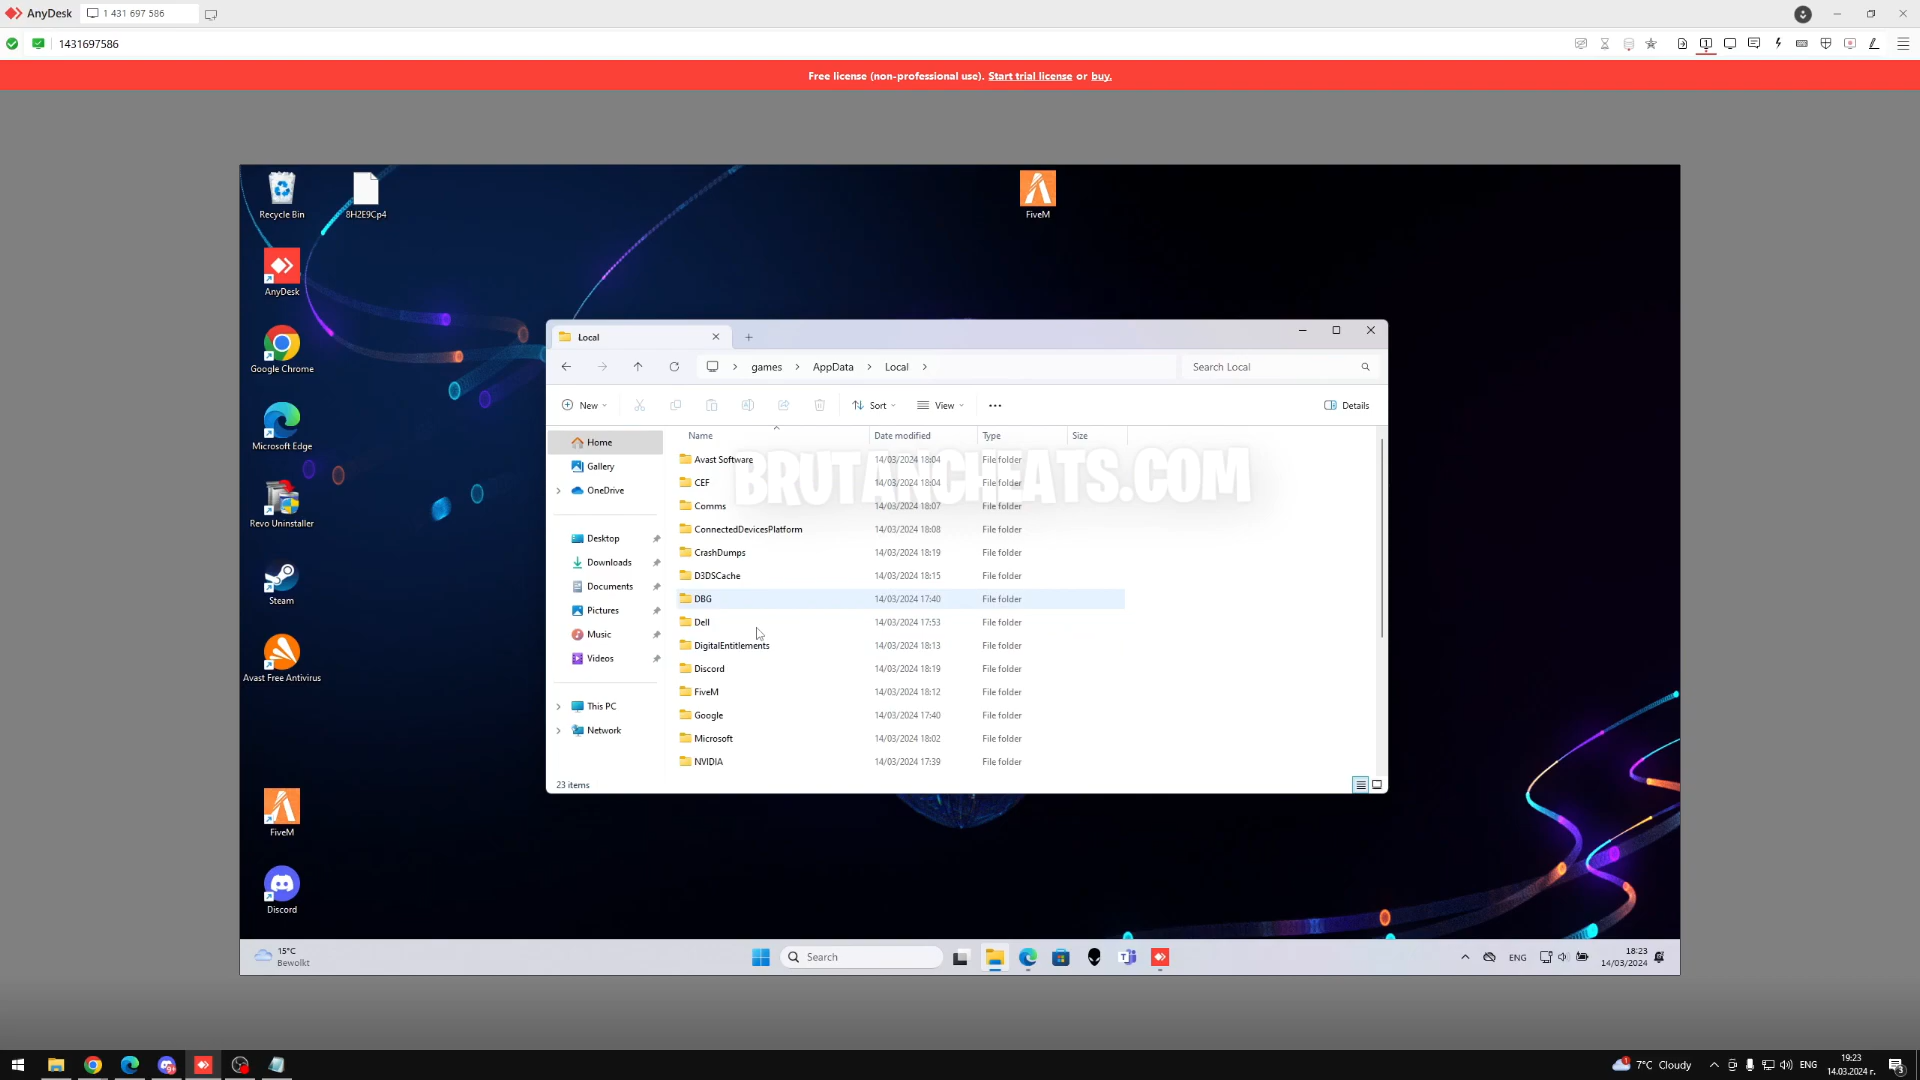 AnyDesk
1 431 697 586
1431697586
Free license (non-professional use). Start trial license or buy.
Recycle Bin
8H2E9Cp4
FiveM
AnyDesk
Google Chrome
Microsoft Edge
Revo Uninstaller
Steam
Avast Free Antivirus
FiveM
Discord
Local
games > AppData > Local >
Search Local
New
Sort
View
Details
Home
Gallery
OneDrive
Desktop
Downloads
Documents
Pictures
Music
Videos
This PC
Network
Name Date modified Type Size
Avast Software 14/03/2024 18:04 File folder
CEF 14/03/2024 18:04 File folder
BRUTANCHEATS.COM
Comms 14/03/2024 18:07 File folder
ConnectedDevicesPlatform 14/03/2024 18:08 File folder
CrashDumps 14/03/2024 18:19 File folder
D3DSCache 14/03/2024 18:15 File folder
DBG 14/03/2024 17:40 File folder
Dell 14/03/2024 17:53 File folder
DigitalEntitlements 14/03/2024 18:13 File folder
Discord 14/03/2024 18:19 File folder
FiveM 14/03/2024 18:12 File folder
Google 14/03/2024 17:40 File folder
Microsoft 14/03/2024 18:02 File folder
NVIDIA 14/03/2024 17:39 File folder
23 items
15°C
Bewolkt
Search
ENG
18:23
14/03/2024
7°C Cloudy
ENG
19:23
14.03.2024 г.